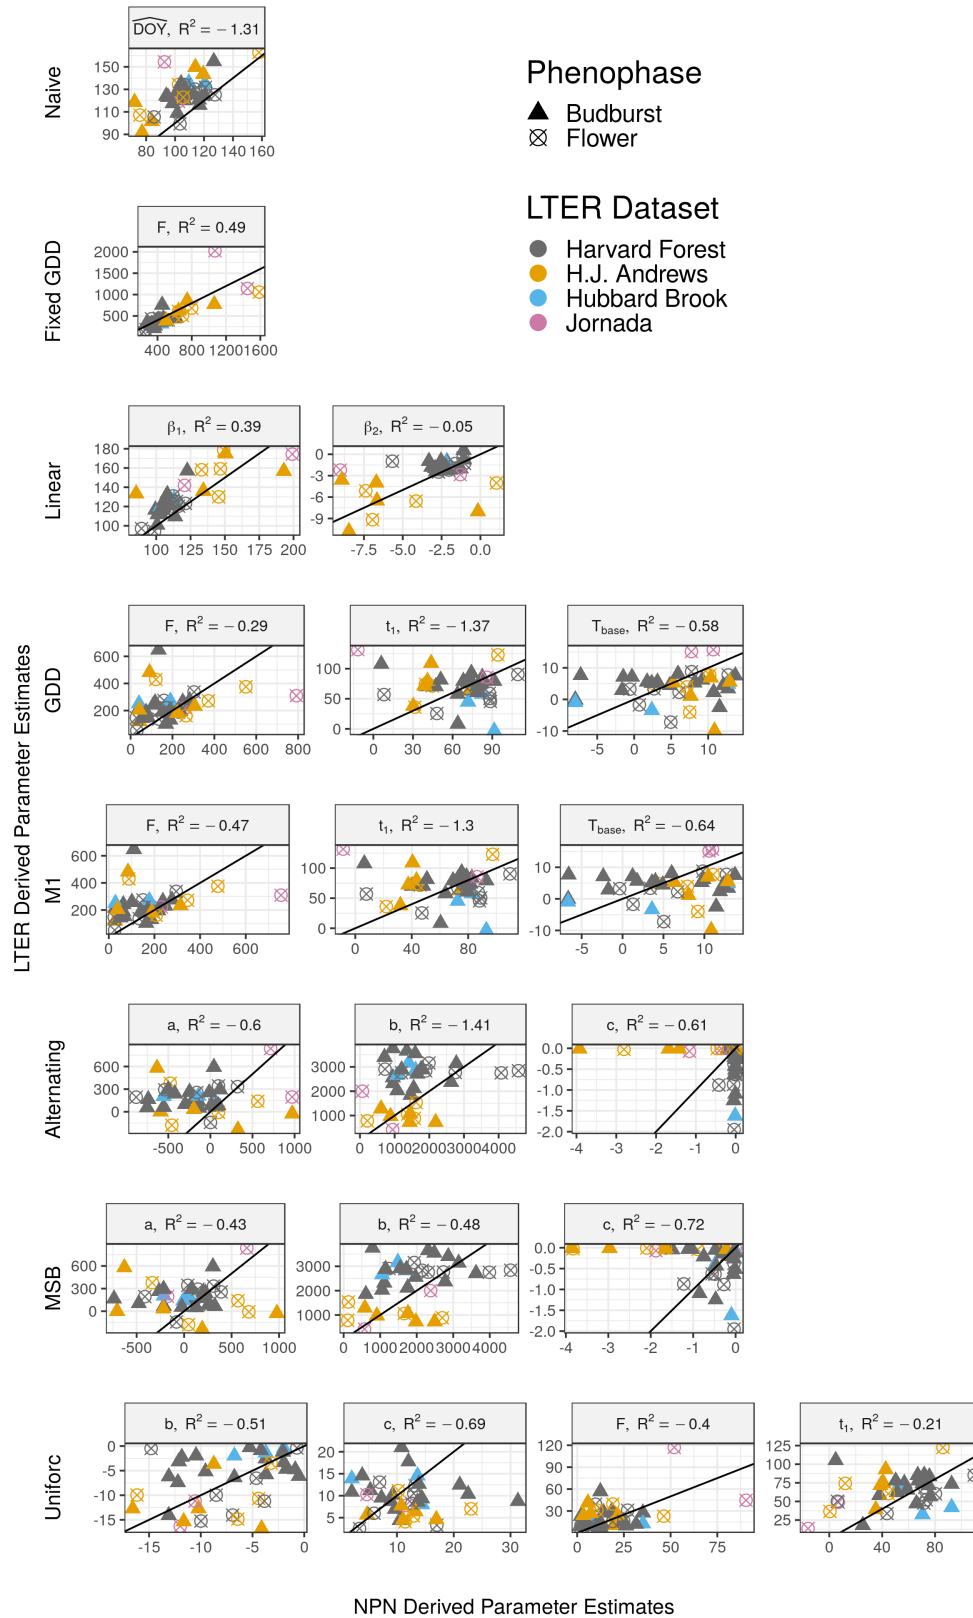 DOY, R² = −1.31
Naive
150
130
110
90
80 100 120 140 160
Phenophase
Budburst
Flower
LTER Dataset
Harvard Forest
H.J. Andrews
Hubbard Brook
Jornada
F, R² = 0.49
Fixed GDD
2000
1500
1000
500
400 800 1200 1600
β₁, R² = 0.39
β₂, R² = −0.05
Linear
180
160
140
120
100
100 125 150 175 200
0
-3
-6
-9
-7.5 -5.0 -2.5 0.0
LTER Derived Parameter Estimates
F, R² = −0.29
t₁, R² = −1.37
T_base, R² = −0.58
GDD
600
400
200
0 200 400 600 800
100
50
0
0 30 60 90
10
0
-10
-5 0 5 10
F, R² = −0.47
t₁, R² = −1.3
T_base, R² = −0.64
M1
600
400
200
0 200 400 600
100
50
0
0 40 80
10
0
-10
-5 0 5 10
a, R² = −0.6
b, R² = −1.41
c, R² = −0.61
Alternating
600
300
0
-500 0 500 1000
3000
2000
1000
0 1000 2000 3000 4000
0.0
-0.5
-1.0
-1.5
-2.0
-4 -3 -2 -1 0
a, R² = −0.43
b, R² = −0.48
c, R² = −0.72
MSB
600
300
0
-500 0 500 1000
3000
2000
1000
0 1000 2000 3000 4000
0.0
-0.5
-1.0
-1.5
-2.0
-4 -3 -2 -1 0
b, R² = −0.51
c, R² = −0.69
F, R² = −0.4
t₁, R² = −0.21
Uniforc
0
-5
-10
-15
-15 -10 -5 0
20
15
10
5
0 10 20 30
120
90
60
30
0 25 50 75
125
100
75
50
25
0 40 80
NPN Derived Parameter Estimates